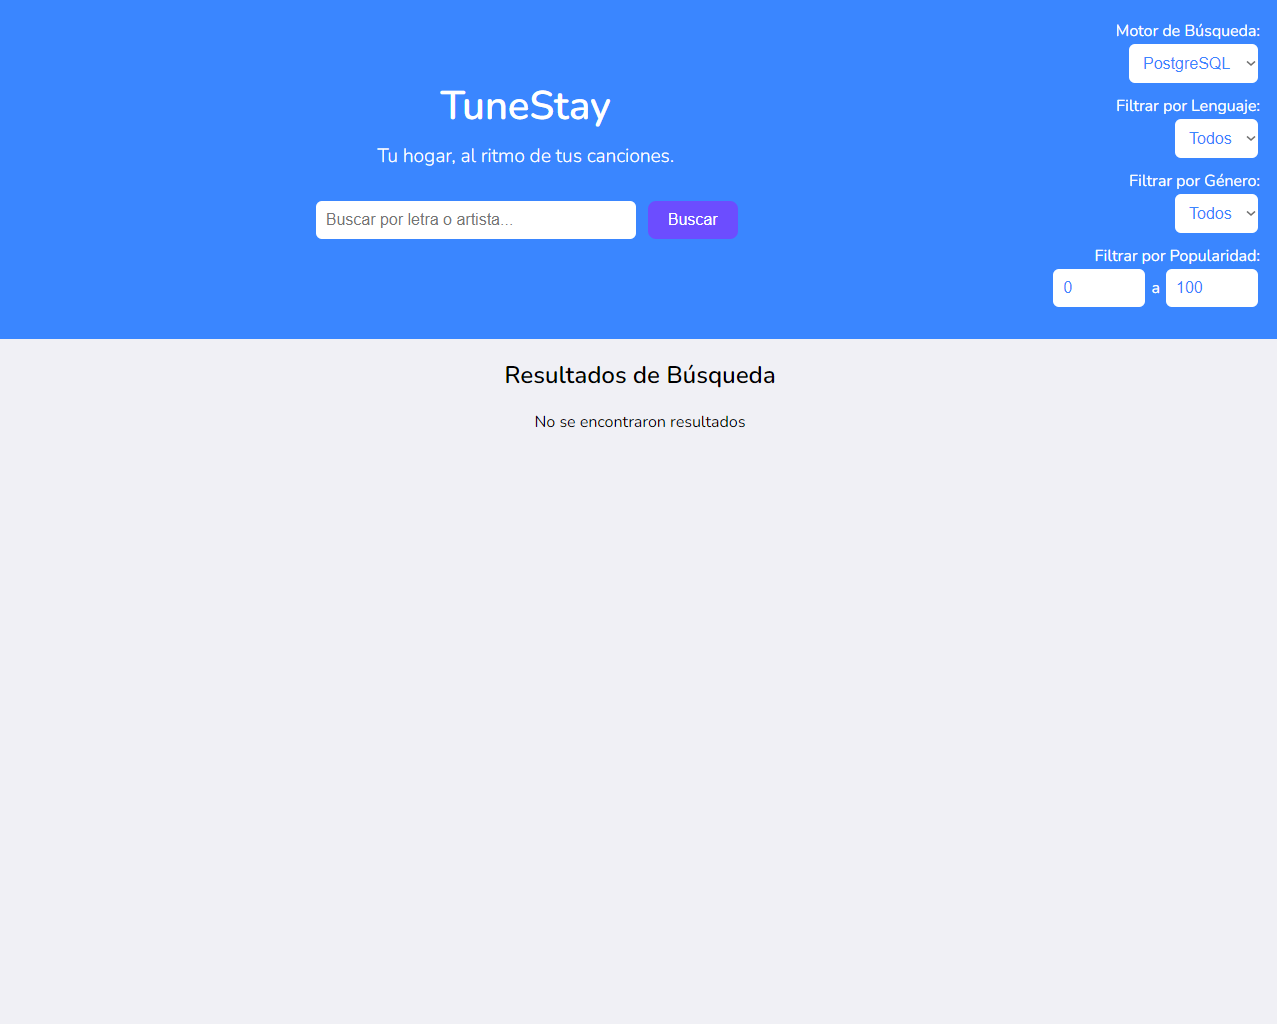 TuneStay
Tu hogar, al ritmo de tus canciones.
Buscar por letra o artista...
Buscar
Motor de Búsqueda:
PostgreSQL
Filtrar por Lenguaje:
Todos
Filtrar por Género:
Todos
Filtrar por Popularidad:
0 a 100
Resultados de Búsqueda
No se encontraron resultados